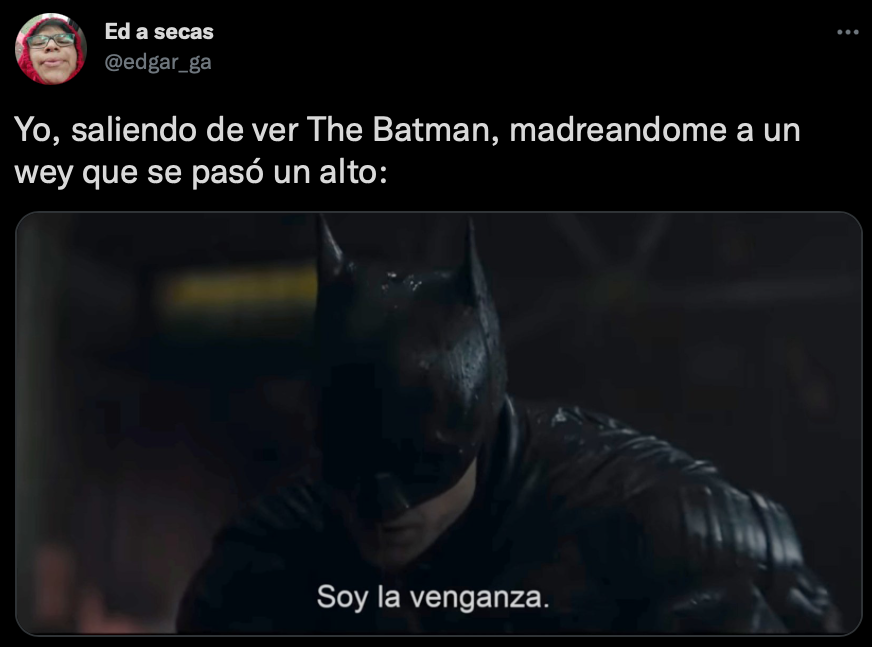 Ed a secas
@edgar_ga
Yo, saliendo de ver The Batman, madreandome a un
wey que se pasó un alto:
Soy la venganza.